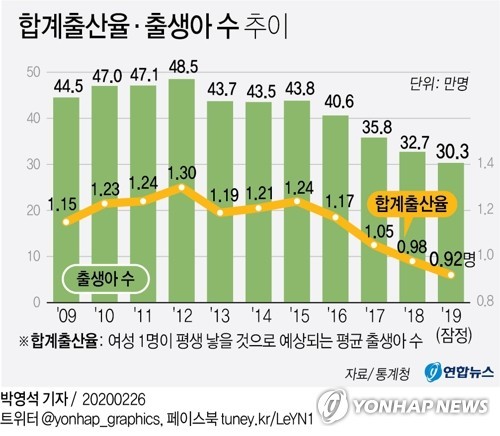 합계출산율·출생아 수 추이
단위: 만명
50
40
30
20
10
0
1.4
1.2
1.0
0.8
44.5
47.0
47.1
48.5
43.7
43.5
43.8
40.6
35.8
32.7
30.3
1.15
1.23
1.24
1.30
1.19
1.21
1.24
1.17
1.05
0.98
0.92명
합계출산율
출생아 수
'09 '10 '11 '12 '13 '14 '15 '16 '17 '18 '19
(잠정)
※합계출산율: 여성 1명이 평생 낳을 것으로 예상되는 평균 출생아 수
자료/ 통계청
연합뉴스
박영석 기자 / 20200226
트위터 @yonhap_graphics, 페이스북 tuney.kr/LeYN1
YONHAP NEWS